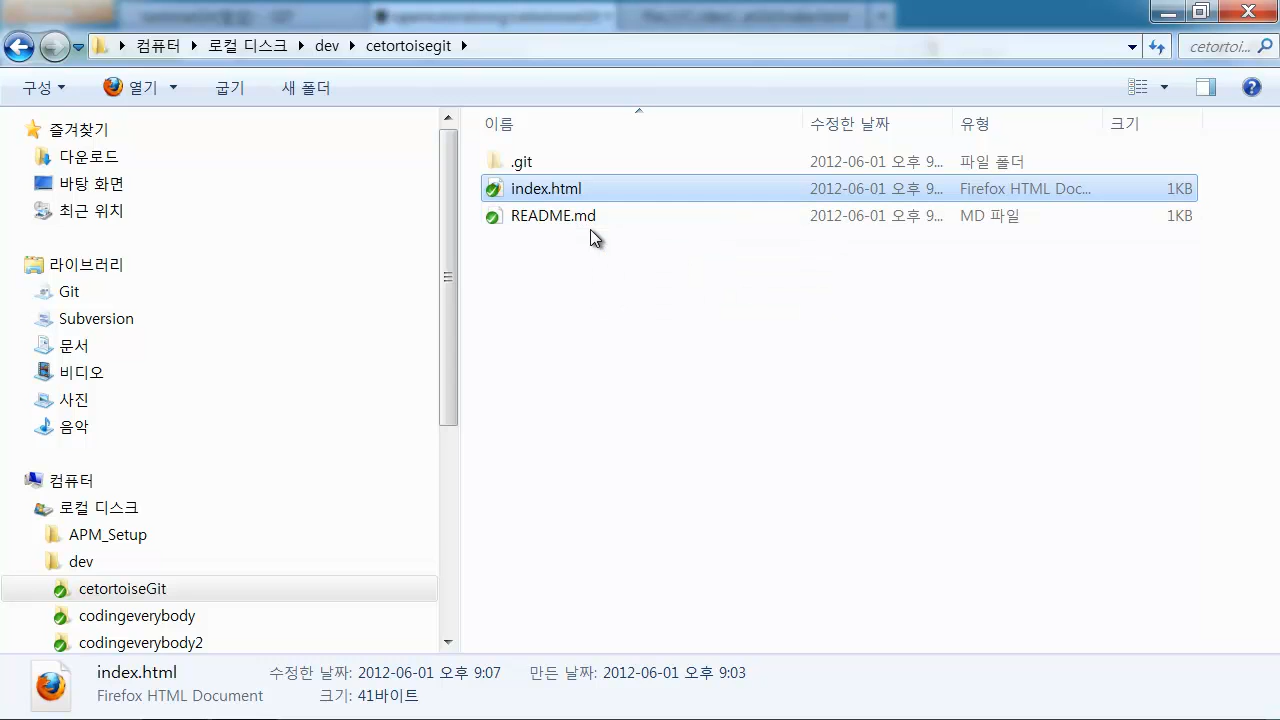 컴퓨터 로컬 디스크 dev cetortoisegit cetortoi...
구성 열기 굽기 새 폴더
즐겨찾기
다운로드
바탕 화면
최근 위치
라이브러리
Git
Subversion
문서
비디오
사진
음악
컴퓨터
로컬 디스크
APM_Setup
dev
cetortoiseGit
codingeverybody
codingeverybody2
이름 수정한 날짜 유형 크기
.git 2012-06-01 오후 9... 파일 폴더
index.html 2012-06-01 오후 9... Firefox HTML Doc... 1KB
README.md 2012-06-01 오후 9... MD 파일 1KB
index.html 수정한 날짜: 2012-06-01 오후 9:07 만든 날짜: 2012-06-01 오후 9:03
Firefox HTML Document 크기: 41바이트